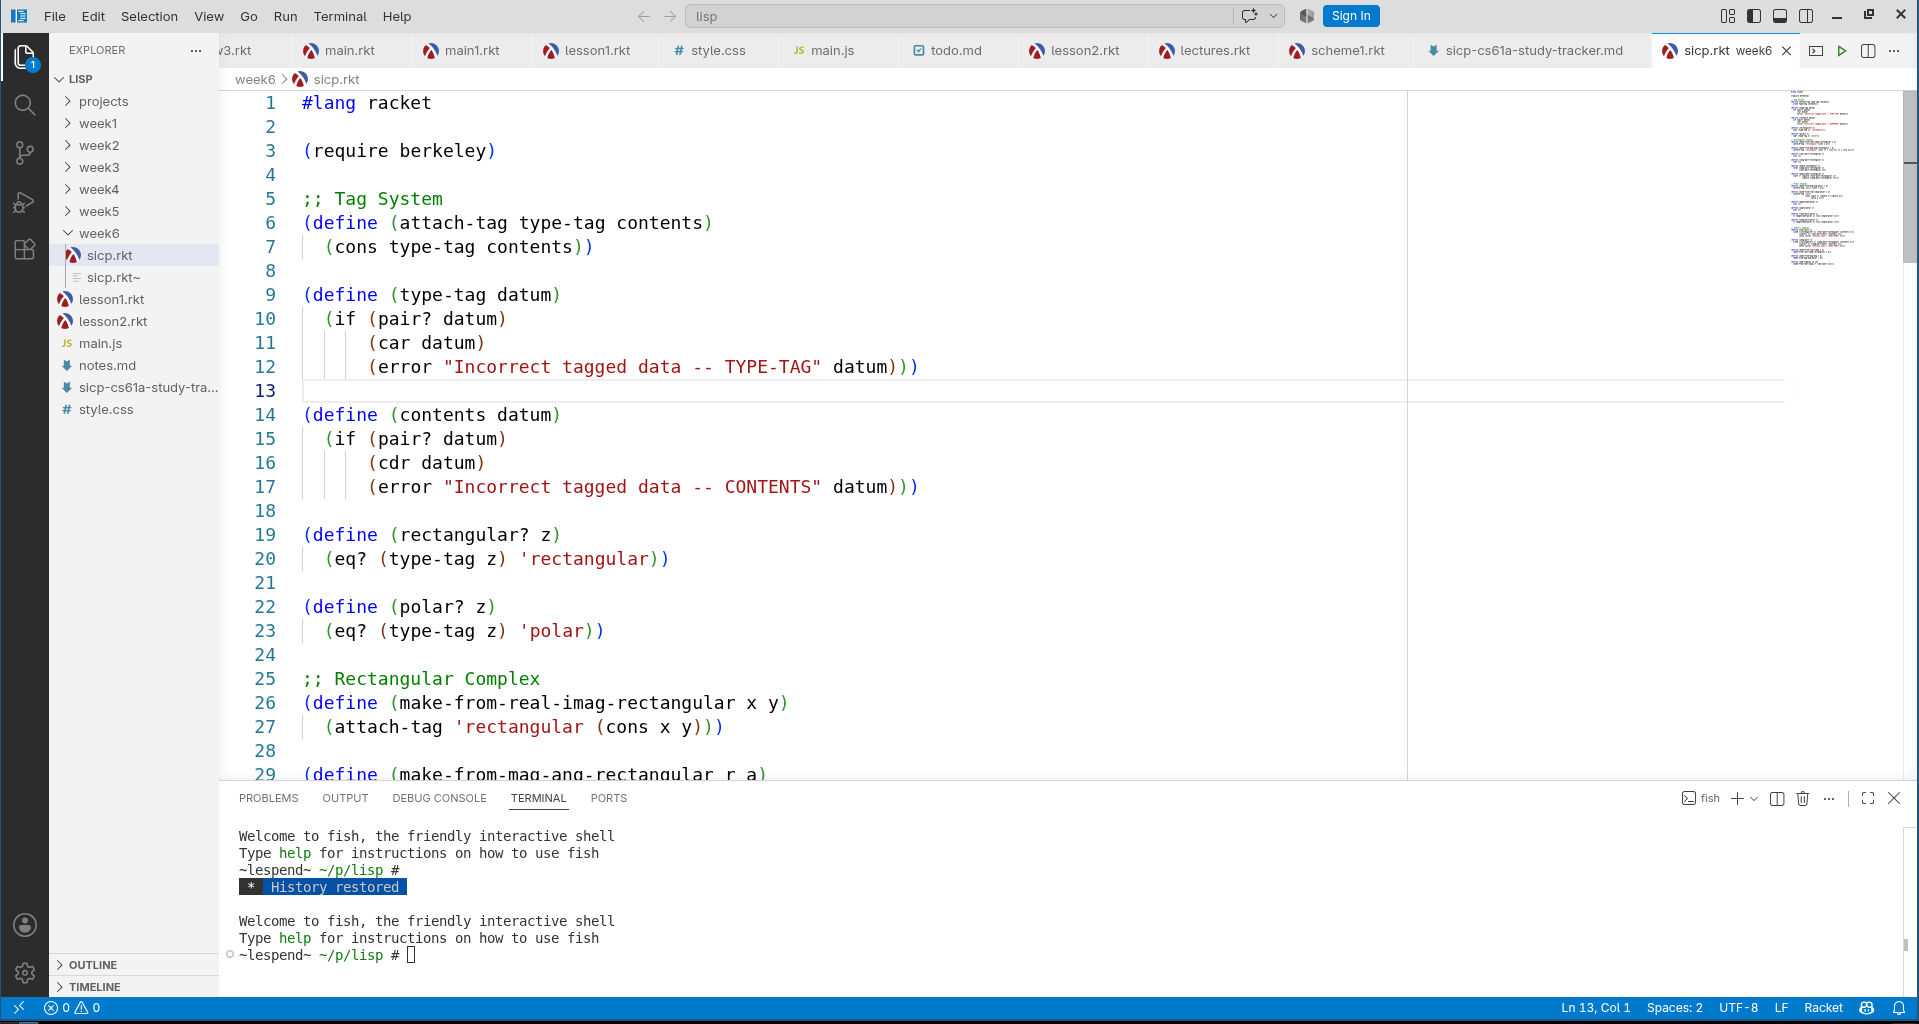 File Edit Selection View Go Run Terminal Help
lisp
Sign In
EXPLORER
v3.rkt main.rkt main1.rkt lesson1.rkt style.css JS main.js todo.md lesson2.rkt lectures.rkt scheme1.rkt sicp-cs61a-study-tracker.md sicp.rkt week6
1
week6 > sicp.rkt
LISP
projects
week1
week2
week3
week4
week5
week6
sicp.rkt
sicp.rkt~
lesson1.rkt
lesson2.rkt
JS main.js
notes.md
sicp-cs61a-study-tra...
# style.css
OUTLINE
TIMELINE
1 #lang racket
2
3 (require berkeley)
4
5 ;; Tag System
6 (define (attach-tag type-tag contents)
7 (cons type-tag contents))
8
9 (define (type-tag datum)
10 (if (pair? datum)
11 (car datum)
12 (error "Incorrect tagged data -- TYPE-TAG" datum)))
13
14 (define (contents datum)
15 (if (pair? datum)
16 (cdr datum)
17 (error "Incorrect tagged data -- CONTENTS" datum)))
18
19 (define (rectangular? z)
20 (eq? (type-tag z) 'rectangular))
21
22 (define (polar? z)
23 (eq? (type-tag z) 'polar))
24
25 ;; Rectangular Complex
26 (define (make-from-real-imag-rectangular x y)
27 (attach-tag 'rectangular (cons x y)))
28
29 (define (make-from-mag-ang-rectangular r a)
PROBLEMS OUTPUT DEBUG CONSOLE TERMINAL PORTS
fish
Welcome to fish, the friendly interactive shell
Type help for instructions on how to use fish
~lespend~ ~/p/lisp #
* History restored
Welcome to fish, the friendly interactive shell
Type help for instructions on how to use fish
~lespend~ ~/p/lisp #
0 0
Ln 13, Col 1 Spaces: 2 UTF-8 LF Racket